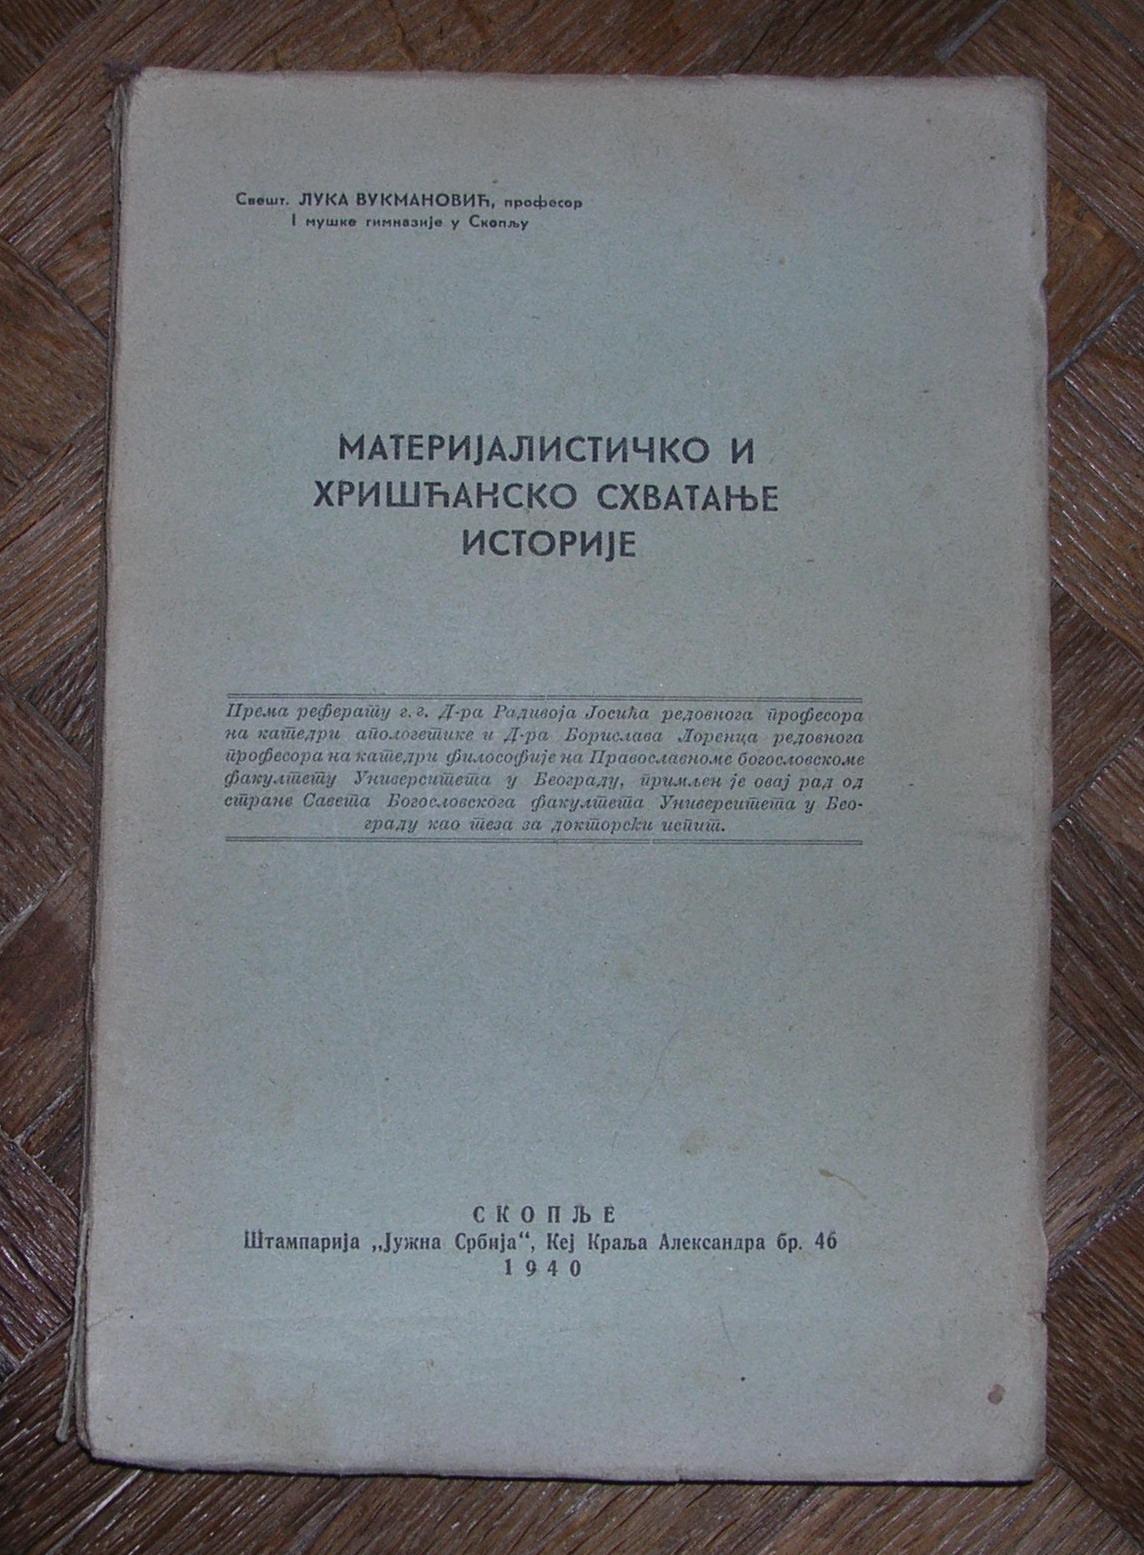 Свешт. ЛУКА ВУКМАНОВИЋ, професор
I мушке гимназије у Скопљу
МАТЕРИЈАЛИСТИЧКО И
ХРИШЋАНСКО СХВАТАЊЕ
ИСТОРИЈЕ
Према реферату г. г. Д-ра Радивоја Јосића редовнога професора
на катедри апологетике и Д-ра Борислава Лоренца редовнога
професора на катедри философије на Православноме богословскоме
факултету Универститета у Београду, примљен је овај рад од
стране Савета Богословскога факултета Универститета у Бео-
граду као теза за докторски испит.
СКОПЉЕ
Штампарија „Јужна Србија“, Кеј Краља Александра бр. 46
1940